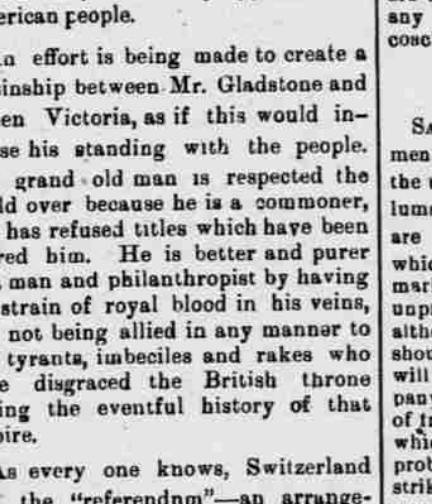 erican people.
n effort is being made to create a
inship between Mr. Gladstone and
en Victoria, as if this would in-
se his standing with the people.
grand old man is respected the
ld over because he is a commoner,
has refused titles which have been
red him. He is better and purer
man and philanthropist by having
strain of royal blood in his veins,
not being allied in any manner to
tyrants, imbeciles and rakes who
e disgraced the British throne
ing the eventful history of that
pire.
As every one knows, Switzerland
the "referendnm"—an arrange-
any
coac
SA
men
the
lum
are
whic
mar
unp
alth
shou
will
pany
of
whic
prob
strik